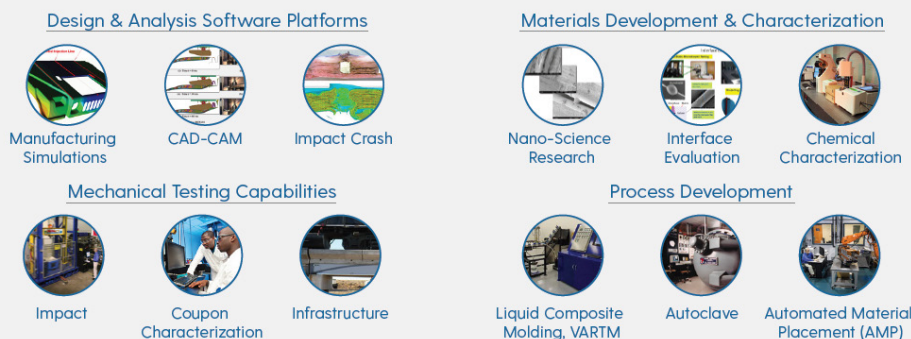 Design & Analysis Software Platforms
Manufacturing
Simulations
CAD-CAM
Impact Crash
Materials Development & Characterization
Nano-Science
Research
Interface
Evaluation
Chemical
Characterization
Mechanical Testing Capabilities
Impact
Coupon
Characterization
Infrastructure
Process Development
Liquid Composite
Molding, VARTM
Autoclave
Automated Material
Placement (AMP)